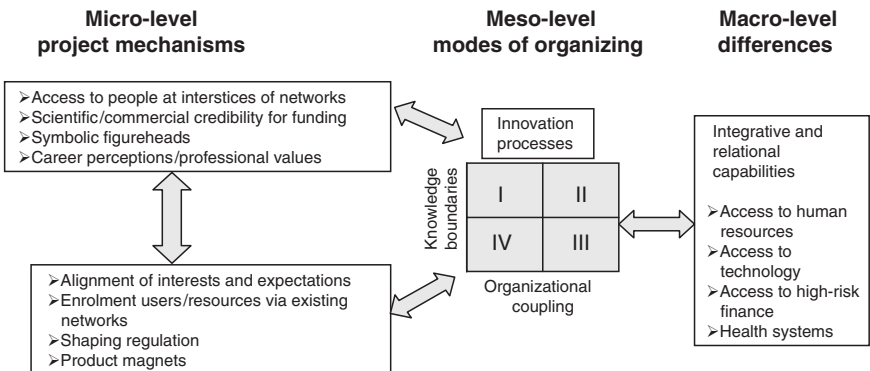 Micro-level
project mechanisms
Meso-level
modes of organizing
Macro-level
differences
➢Access to people at interstices of networks
➢Scientific/commercial credibility for funding
➢Symbolic figureheads
➢Career perceptions/professional values
➢Alignment of interests and expectations
➢Enrolment users/resources via existing
networks
➢Shaping regulation
➢Product magnets
Innovation
processes
Knowledge
boundaries
I
II
IV
III
Organizational
coupling
Integrative and
relational
capabilities
➢Access to human
resources
➢Access to
technology
➢Access to high-risk
finance
➢Health systems